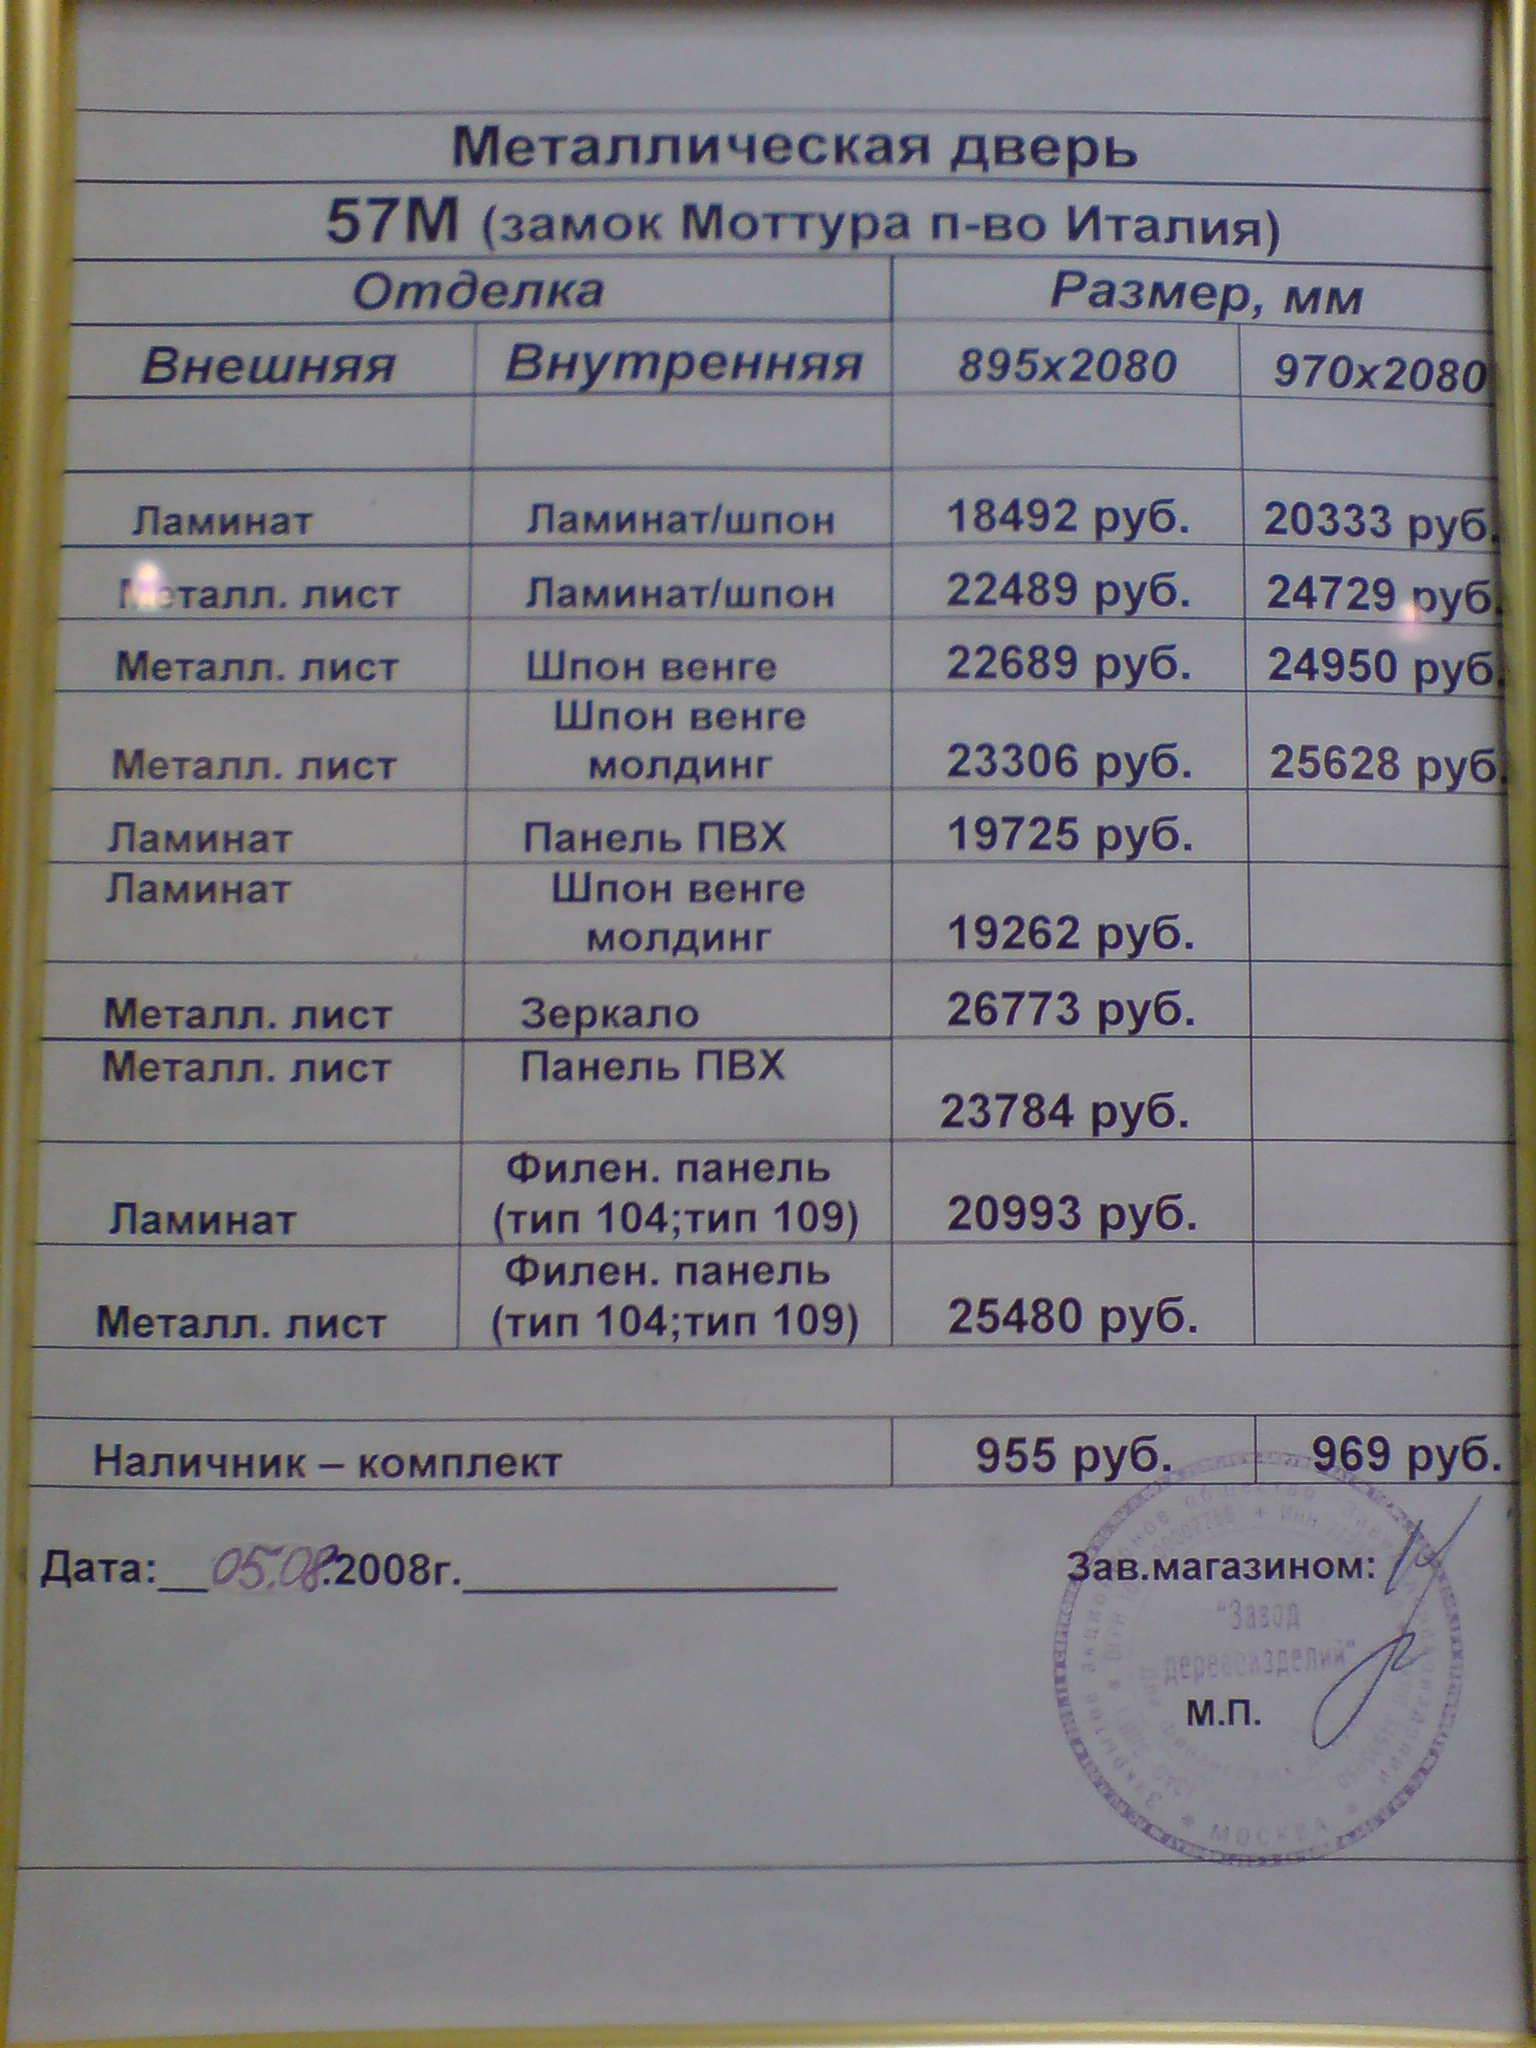 Металлическая дверь
57М (замок Моттура п-во Италия)
Отделка Размер, мм
Внешняя Внутренняя 895х2080 970х2080
Ламинат Ламинат/шпон 18492 руб. 20333 руб.
Металл. лист Ламинат/шпон 22489 руб. 24729 руб.
Металл. лист Шпон венге 22689 руб. 24950 руб.
Шпон венге
Металл. лист молдинг 23306 руб. 25628 руб.
Ламинат Панель ПВХ 19725 руб.
Ламинат Шпон венге
молдинг 19262 руб.
Металл. лист Зеркало 26773 руб.
Металл. лист Панель ПВХ
23784 руб.
Филен. панель
Ламинат (тип 104;тип 109) 20993 руб.
Филен. панель
Металл. лист (тип 104;тип 109) 25480 руб.
Наличник – комплект 955 руб. 969 руб.
Дата:__05.08.2008г. Зав.магазином:
"Завод
деревоизделий"
М.П.
Закрытое акционерное общество
* МОСКВА *